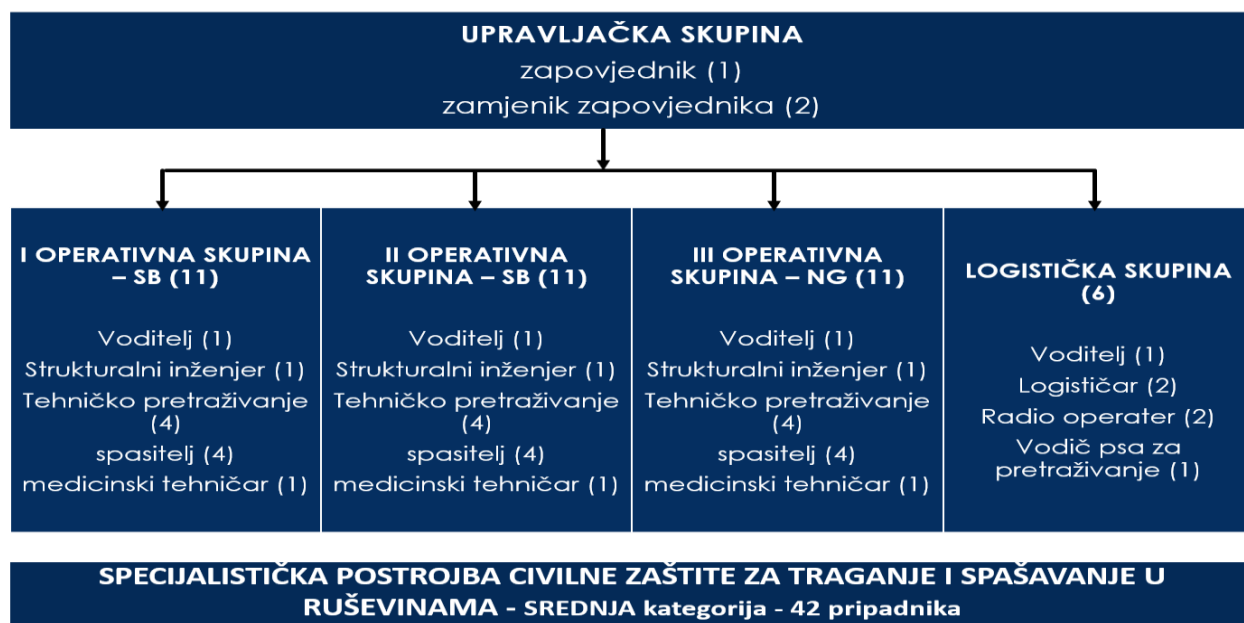 UPRAVLJAČKA SKUPINA
zapovjednik (1)
zamjenik zapovjednika (2)
I OPERATIVNA SKUPINA
– SB (11)
Voditelj (1)
Strukturalni inženjer (1)
Tehničko pretraživanje
(4)
spasitelj (4)
medicinski tehničar (1)
II OPERATIVNA
SKUPINA – SB (11)
Voditelj (1)
Strukturalni inženjer (1)
Tehničko pretraživanje
(4)
spasitelj (4)
medicinski tehničar (1)
III OPERATIVNA
SKUPINA – NG (11)
Voditelj (1)
Strukturalni inženjer (1)
Tehničko pretraživanje
(4)
spasitelj (4)
medicinski tehničar (1)
LOGISTIČKA SKUPINA
(6)
Voditelj (1)
Logističar (2)
Radio operater (2)
Vodič psa za
pretraživanje (1)
SPECIJALISTIČKA POSTROJBA CIVILNE ZAŠTITE ZA TRAGANJE I SPAŠAVANJE U
RUŠEVINAMA - SREDNJA kategorija - 42 pripadnika